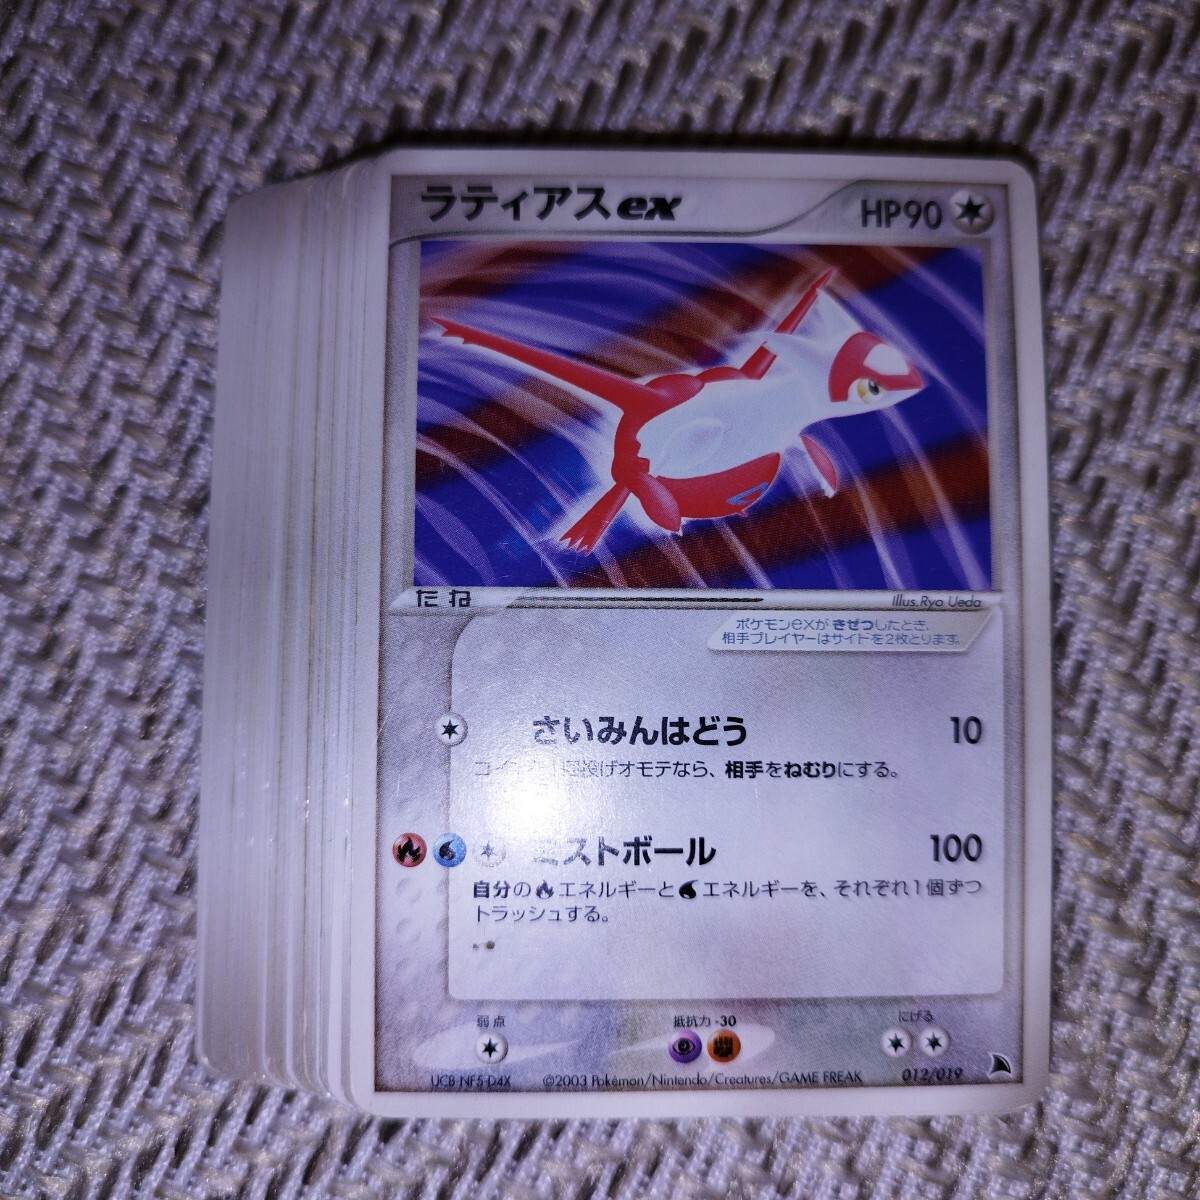 ラティアスex HP90
たね
Illus.Ryo Ueda
ポケモンexがきぜつしたとき、
相手プレイヤーはサイドを2枚とります。
さいみんはどう 10
投げオモテなら、相手をねむりにする。
ミストボール 100
自分のエネルギーとエネルギーを、それぞれ1個ずつ
トラッシュする。
弱点
抵抗力 -30
にげる
UCB NF5-D4X ©2003 Pokémon/Nintendo/Creatures/GAME FREAK 012/019